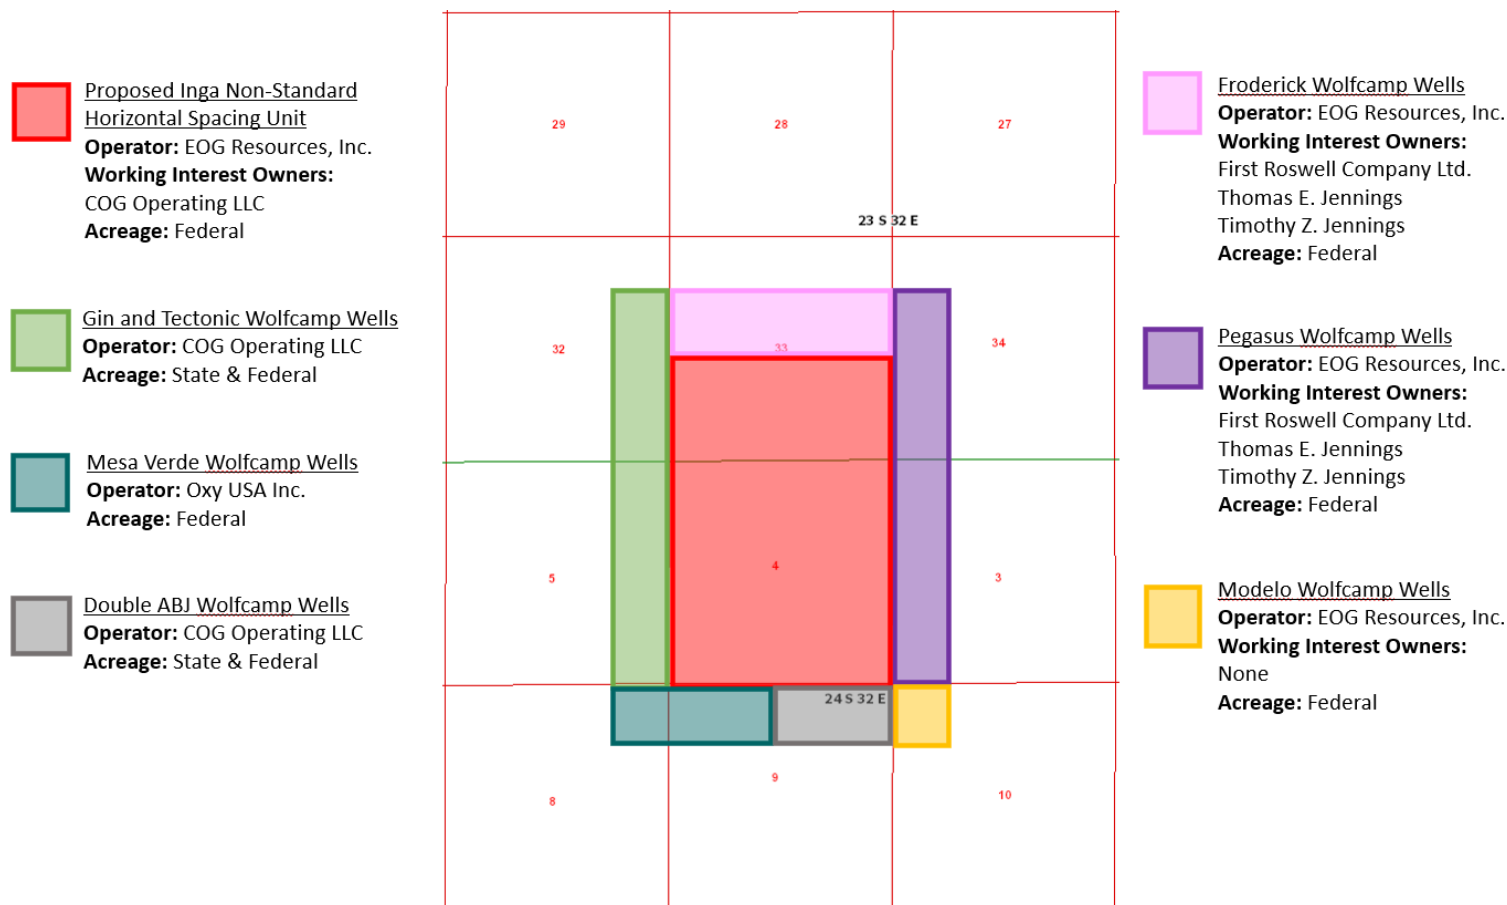 Proposed Inga Non-Standard
Horizontal Spacing Unit
Operator: EOG Resources, Inc.
Working Interest Owners:
COG Operating LLC
Acreage: Federal
Gin and Tectonic Wolfcamp Wells
Operator: COG Operating LLC
Acreage: State & Federal
Mesa Verde Wolfcamp Wells
Operator: Oxy USA Inc.
Acreage: Federal
Double ABJ Wolfcamp Wells
Operator: COG Operating LLC
Acreage: State & Federal
29
28
27
23 S 32 E
32
33
34
5
4
3
24 S 32 E
8
9
10
Froderick Wolfcamp Wells
Operator: EOG Resources, Inc.
Working Interest Owners:
First Roswell Company Ltd.
Thomas E. Jennings
Timothy Z. Jennings
Acreage: Federal
Pegasus Wolfcamp Wells
Operator: EOG Resources, Inc.
Working Interest Owners:
First Roswell Company Ltd.
Thomas E. Jennings
Timothy Z. Jennings
Acreage: Federal
Modelo Wolfcamp Wells
Operator: EOG Resources, Inc.
Working Interest Owners:
None
Acreage: Federal